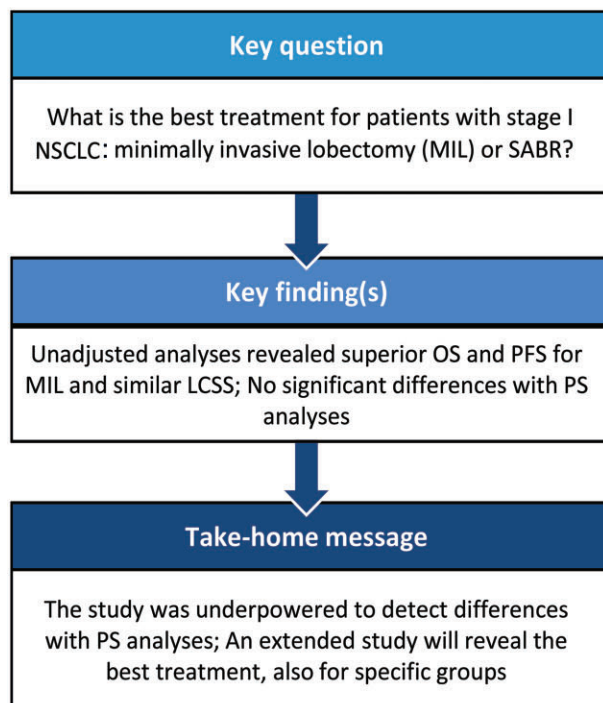 Key question
What is the best treatment for patients with stage I
NSCLC: minimally invasive lobectomy (MIL) or SABR?
Key finding(s)
Unadjusted analyses revealed superior OS and PFS for
MIL and similar LCSS; No significant differences with PS
analyses
Take-home message
The study was underpowered to detect differences
with PS analyses; An extended study will reveal the
best treatment, also for specific groups